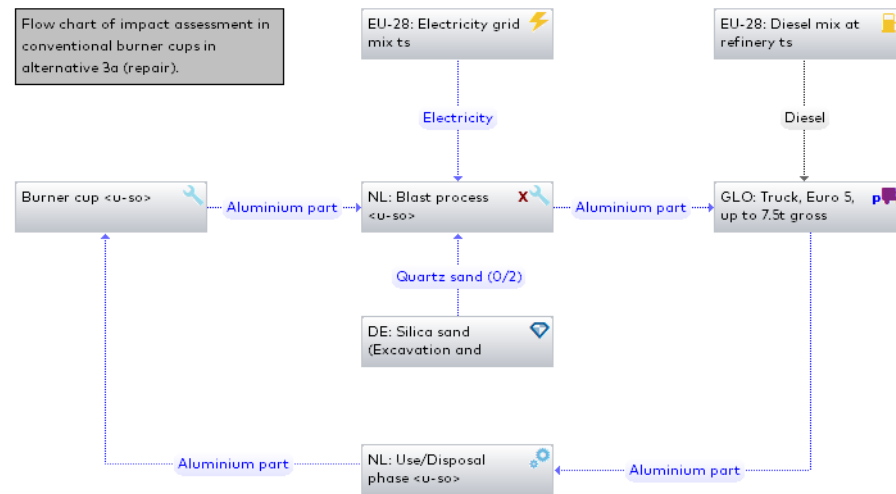 Flow chart of impact assessment in
conventional burner cups in
alternative 3a (repair).
EU-28: Electricity grid
mix ts
EU-28: Diesel mix at
refinery ts
Electricity
Diesel
Burner cup <u-so>
Aluminium part
NL: Blast process
<u-so>
X
Aluminium part
GLO: Truck, Euro 5,
up to 7.5t gross
p
Quartz sand (0/2)
DE: Silica sand
(Excavation and
Aluminium part
NL: Use/Disposal
phase <u-so>
Aluminium part